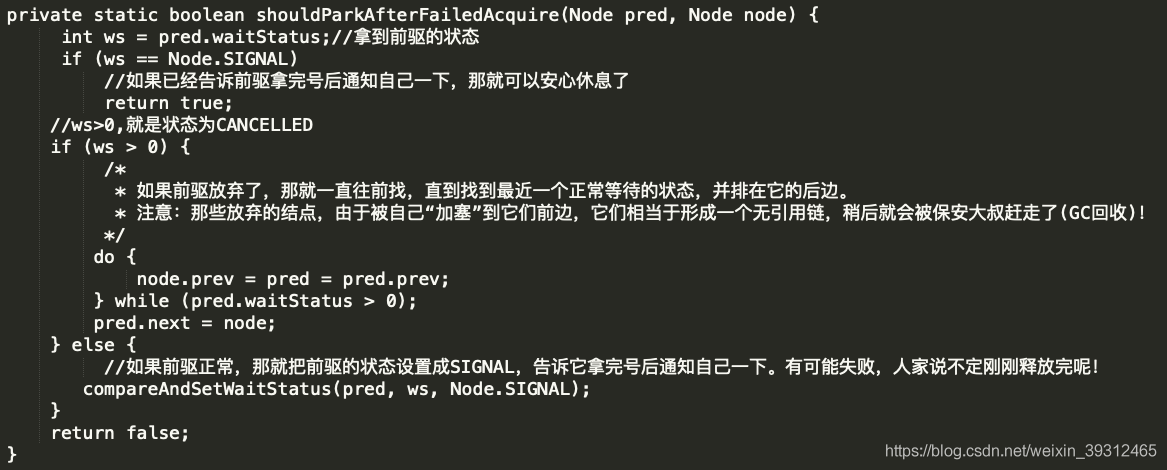 private static boolean shouldParkAfterFailedAcquire(Node pred, Node node) {
int ws = pred.waitStatus;//拿到前驱的状态
if (ws == Node.SIGNAL)
//如果已经告诉前驱拿完号后通知自己一下，那就可以安心休息了
return true;
//ws>0,就是状态为CANCELLED
if (ws > 0) {
/*
* 如果前驱放弃了，那就一直往前找，直到找到最近一个正常等待的状态，并排在它的后边。
* 注意：那些放弃的结点，由于被自己“加塞”到它们前边，它们相当于形成一个无引用链，稍后就会被保安大叔赶走了(GC回收)！
*/
do {
node.prev = pred = pred.prev;
} while (pred.waitStatus > 0);
pred.next = node;
} else {
//如果前驱正常，那就把前驱的状态设置成SIGNAL，告诉它拿完号后通知自己一下。有可能失败，人家说不定刚刚释放完呢！
compareAndSetWaitStatus(pred, ws, Node.SIGNAL);
}
return false;
}
https://blog.csdn.net/weixin_39312465